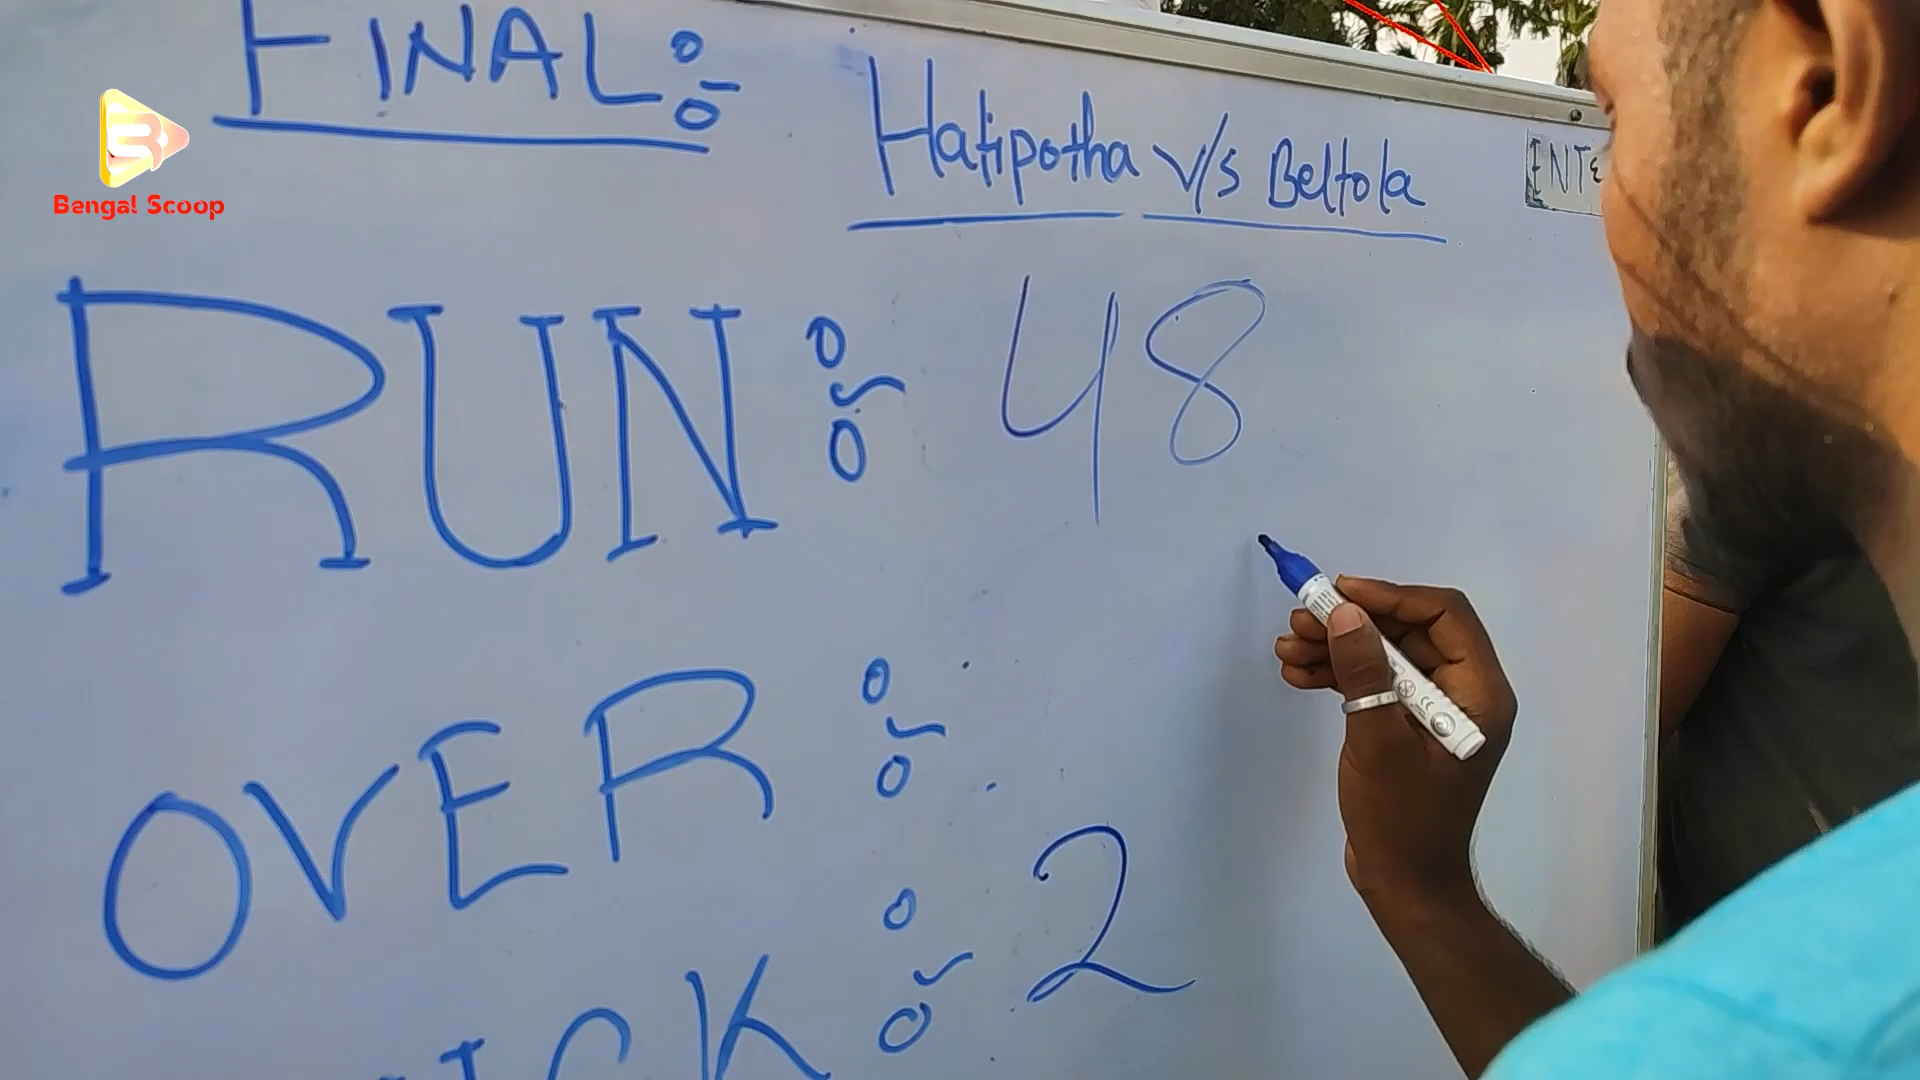 FINAL:-
Hatipotha V/S Beltola
Bengal Scoop
RUN:- 48
OVER:-
:- 2